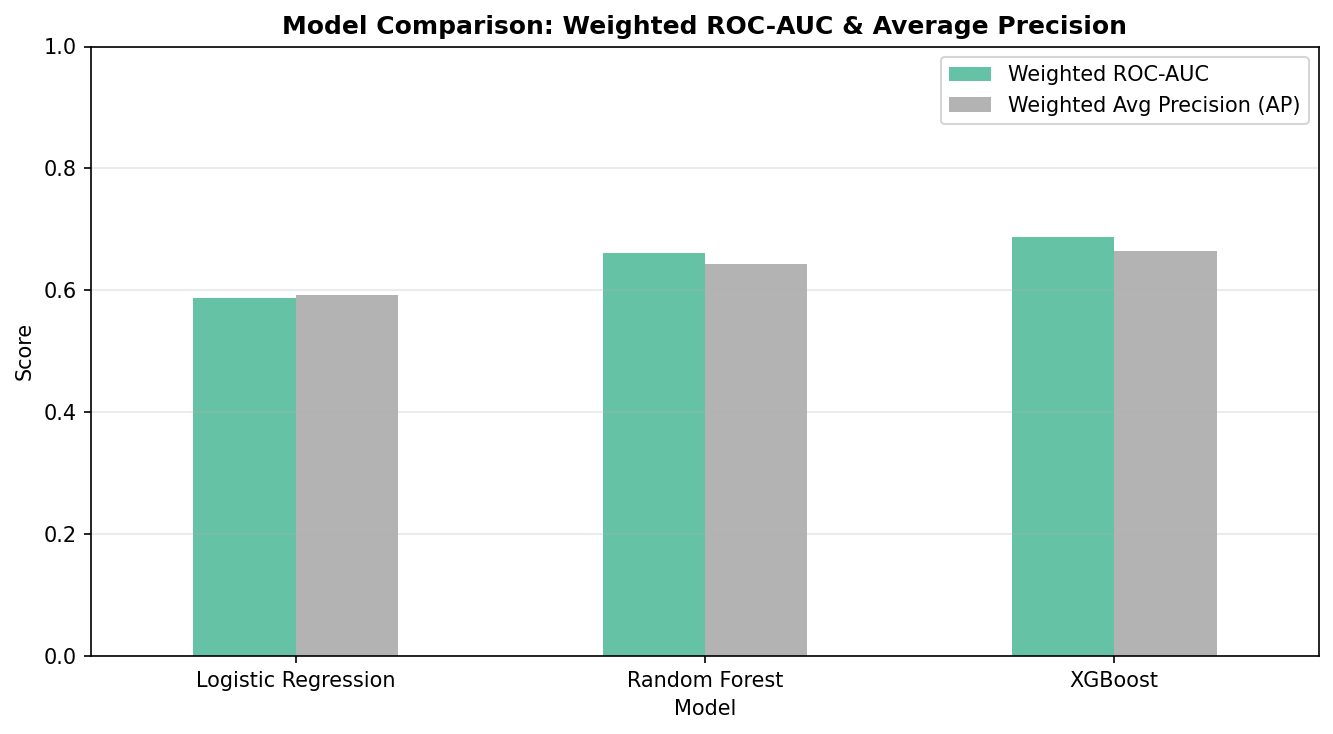 Model Comparison: Weighted ROC-AUC & Average Precision
Weighted ROC-AUC
Weighted Avg Precision (AP)
1.0
0.8
0.6
0.4
0.2
0.0
Score
Logistic Regression
Random Forest
XGBoost
Model